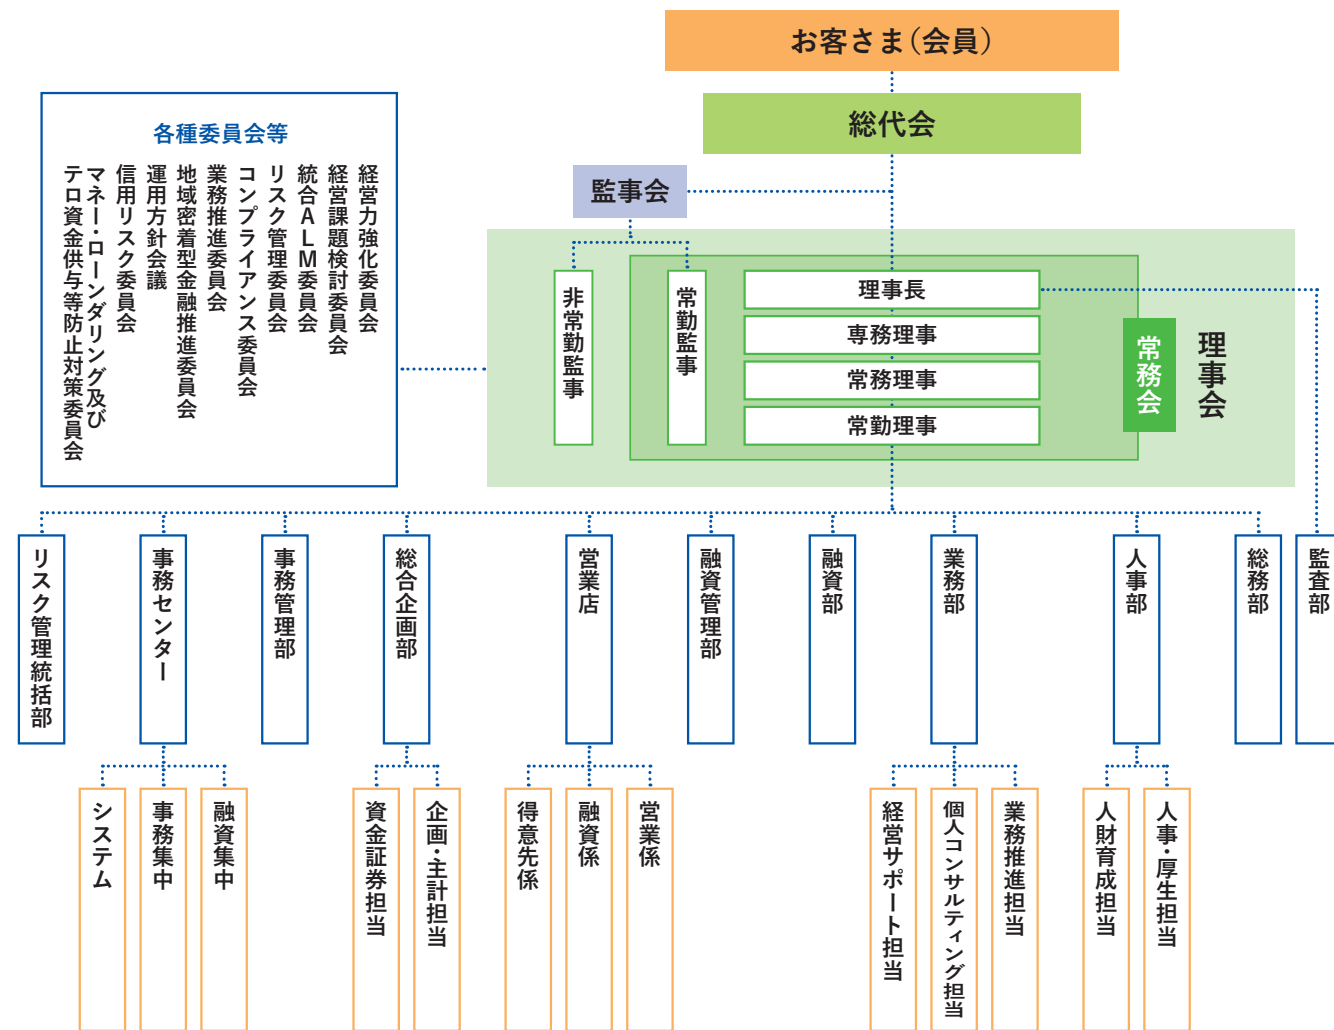 お客さま（会員）
総代会
監事会
各種委員会等
経営力強化委員会
経営課題検討委員会
統合ＡＬＭ委員会
リスク管理委員会
コンプライアンス委員会
業務推進委員会
地域密着型金融推進委員会
運用方針会議
信用リスク委員会
マネー・ローンダリング及び
テロ資金供与等防止対策委員会
非常勤監事
常勤監事
理事長
専務理事
常務理事
常勤理事
常務会
理事会
リスク管理統括部
事務センター
事務管理部
総合企画部
営業店
融資管理部
融資部
業務部
人事部
総務部
監査部
システム
事務集中
融資集中
資金証券担当
企画・主計担当
得意先係
融資係
営業係
経営サポート担当
個人コンサルティング担当
業務推進担当
人財育成担当
人事・厚生担当